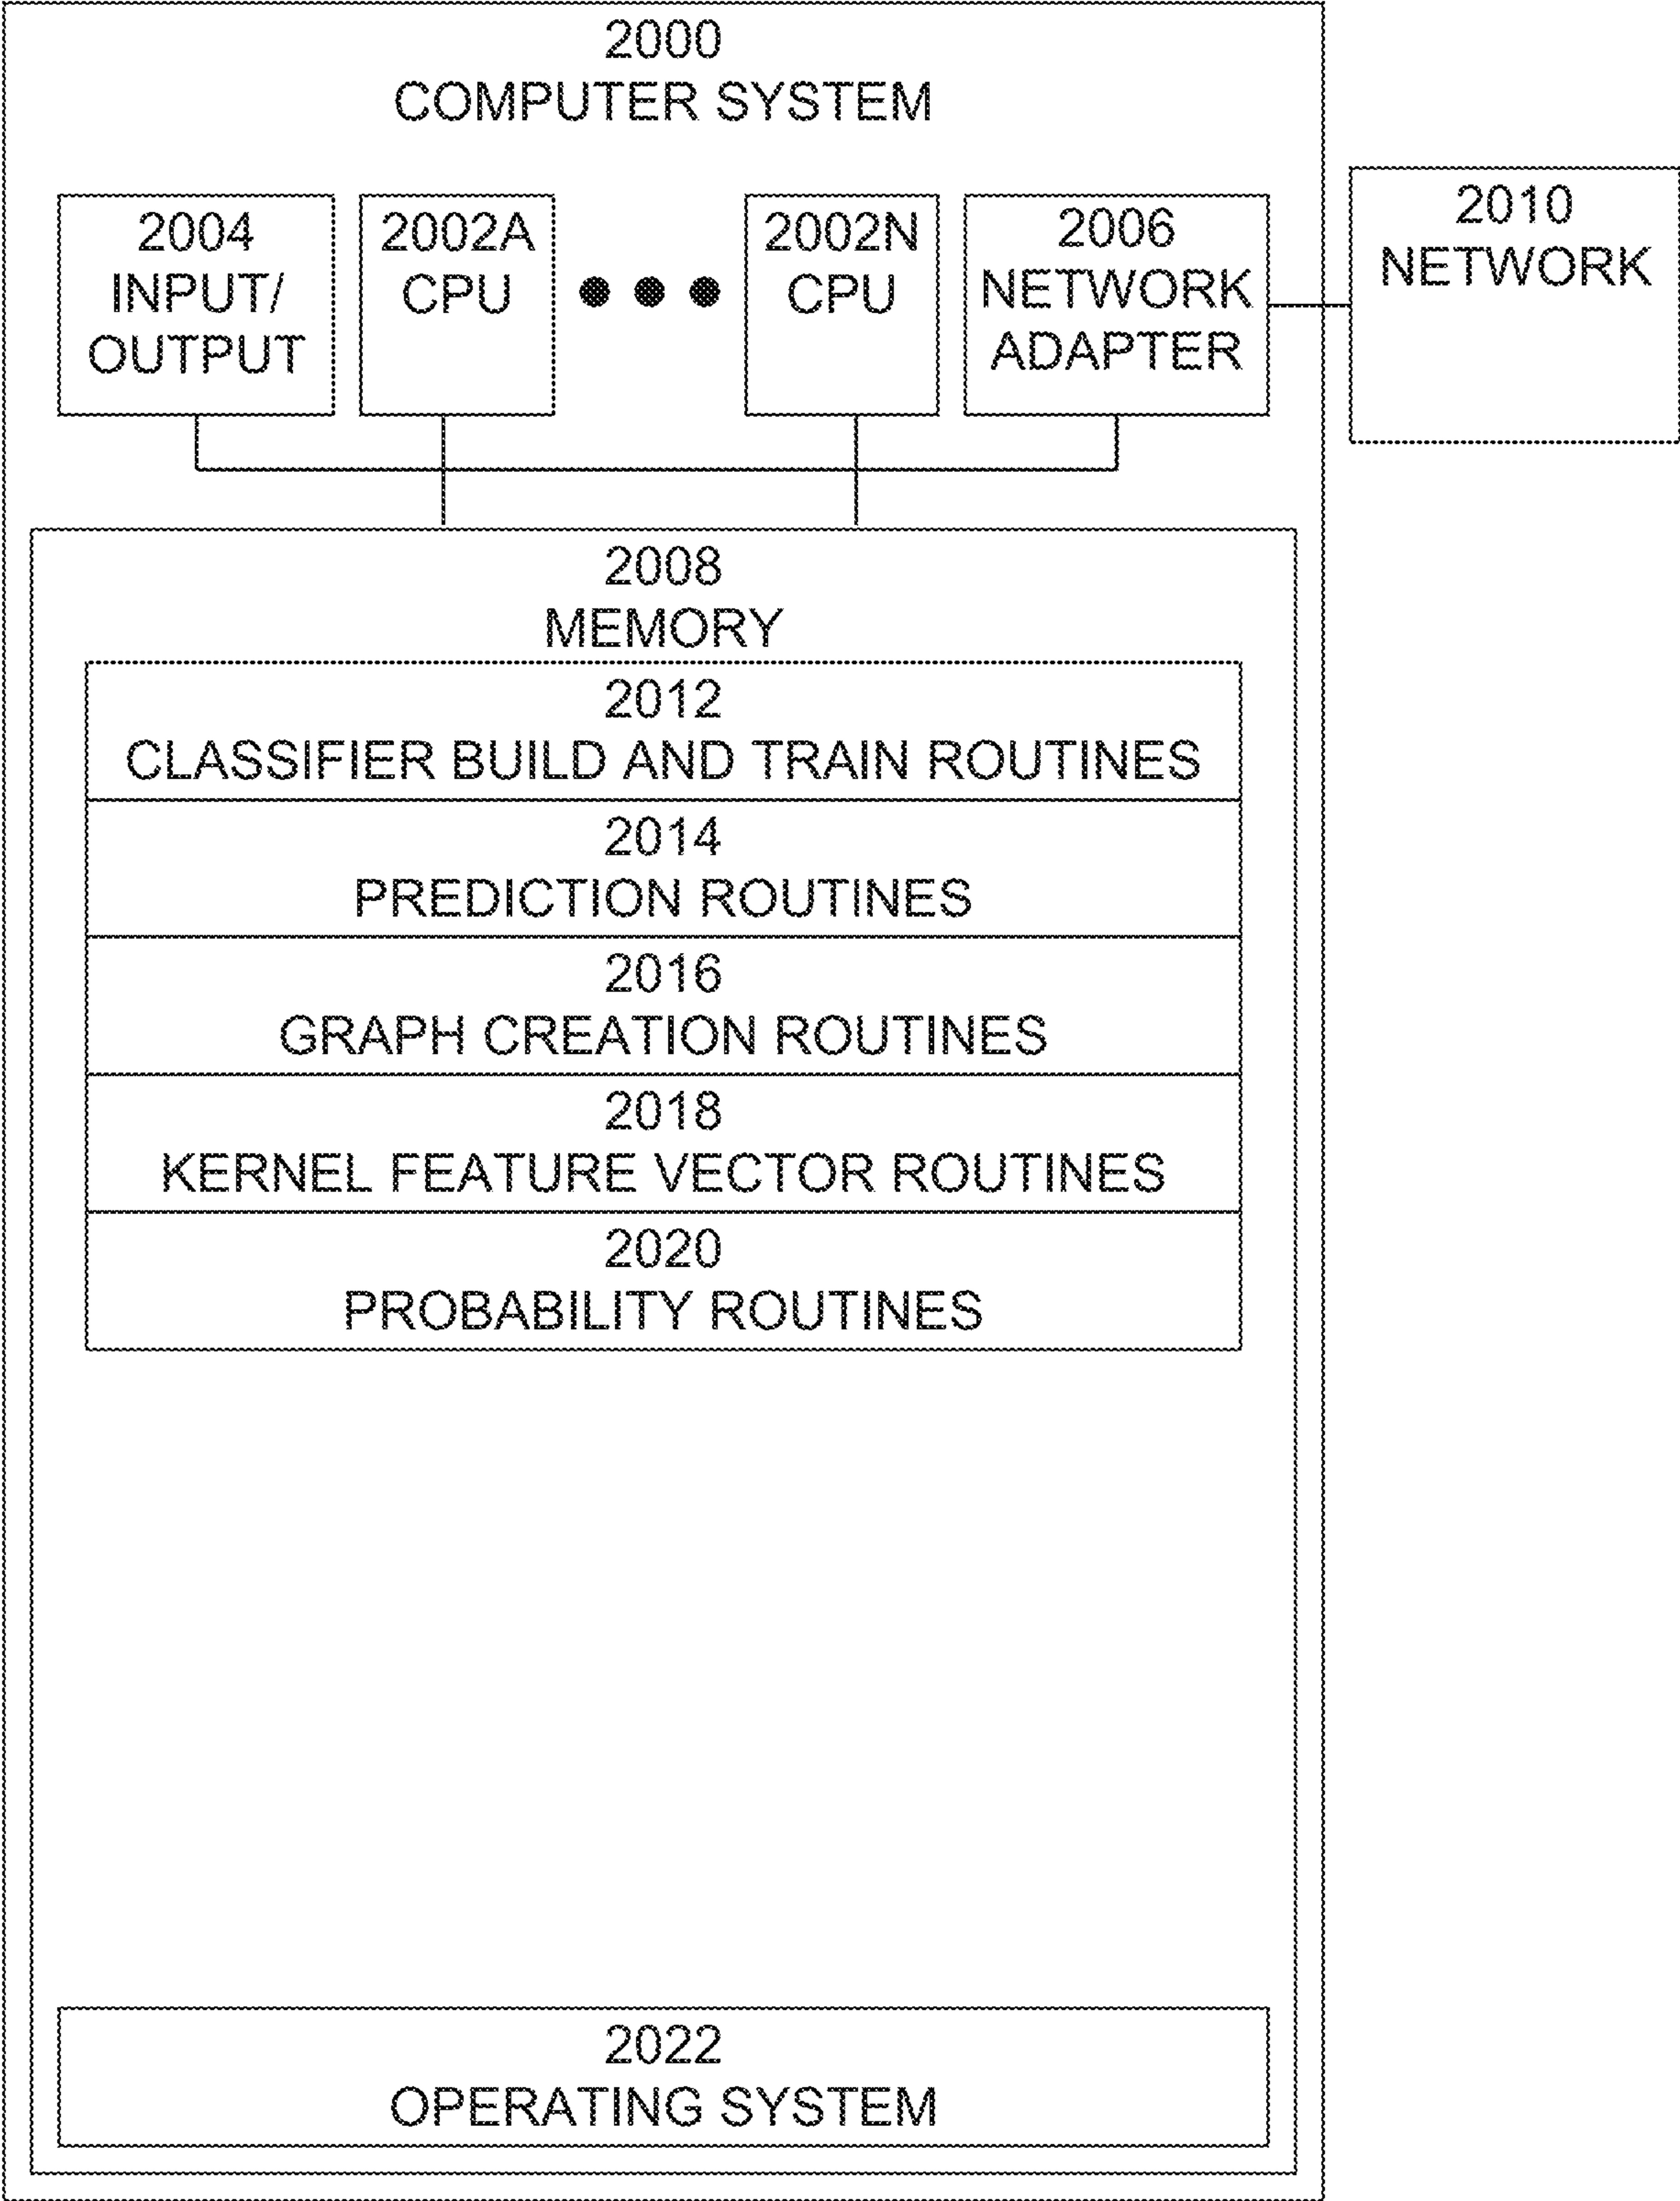 2000
COMPUTER SYSTEM
2004
INPUT/
OUTPUT
2002A
CPU
2002N
CPU
2006
NETWORK
ADAPTER
2010
NETWORK
2008
MEMORY
2012
CLASSIFIER BUILD AND TRAIN ROUTINES
2014
PREDICTION ROUTINES
2016
GRAPH CREATION ROUTINES
2018
KERNEL FEATURE VECTOR ROUTINES
2020
PROBABILITY ROUTINES
2022
OPERATING SYSTEM